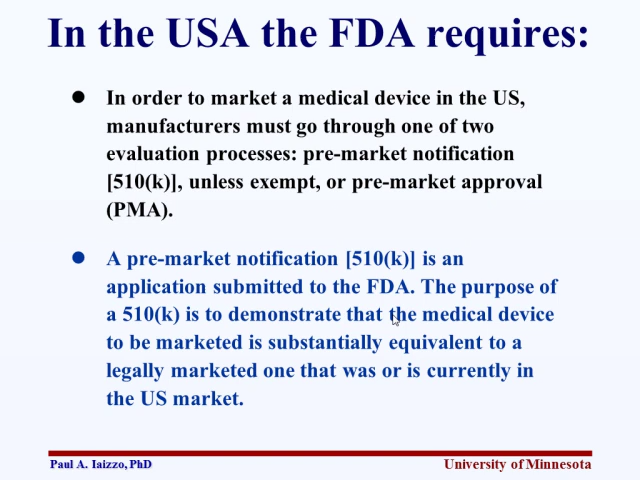 In the USA the FDA requires:
In order to market a medical device in the US,
manufacturers must go through one of two
evaluation processes: pre-market notification
[510(k)], unless exempt, or pre-market approval
(PMA).
A pre-market notification [510(k)] is an
application submitted to the FDA. The purpose of
a 510(k) is to demonstrate that the medical device
to be marketed is substantially equivalent to a
legally marketed one that was or is currently in
the US market.
Paul A. Iaizzo, PhD
University of Minnesota